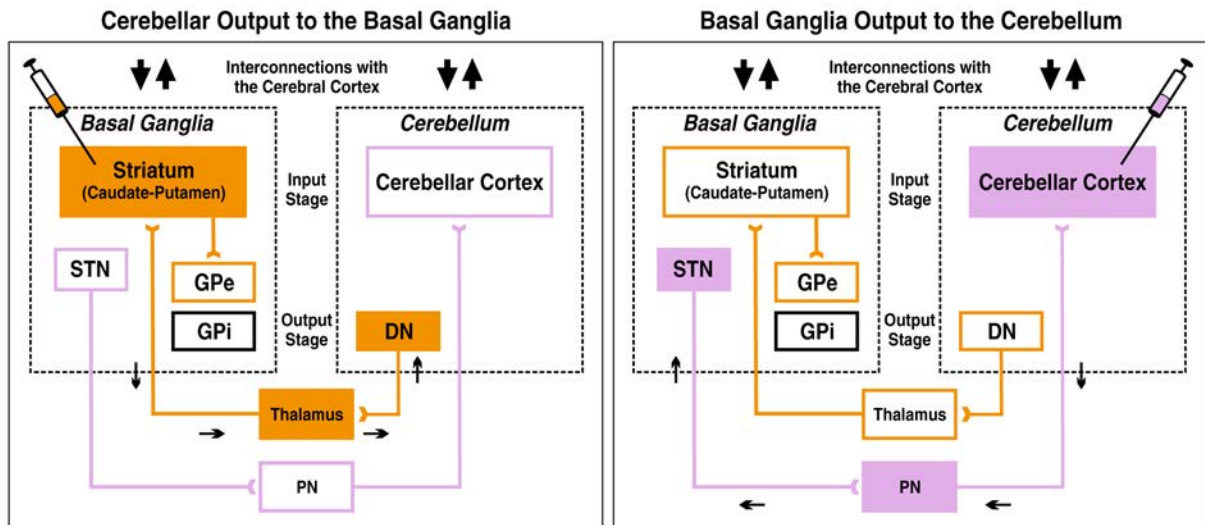 Cerebellar Output to the Basal Ganglia
Interconnections with
the Cerebral Cortex
Basal Ganglia
Cerebellum
Striatum
(Caudate-Putamen)
Input
Stage
Cerebellar Cortex
STN
GPe
GPi
Output
Stage
DN
Thalamus
PN
Basal Ganglia Output to the Cerebellum
Interconnections with
the Cerebral Cortex
Basal Ganglia
Cerebellum
Striatum
(Caudate-Putamen)
Input
Stage
Cerebellar Cortex
STN
GPe
GPi
Output
Stage
DN
Thalamus
PN